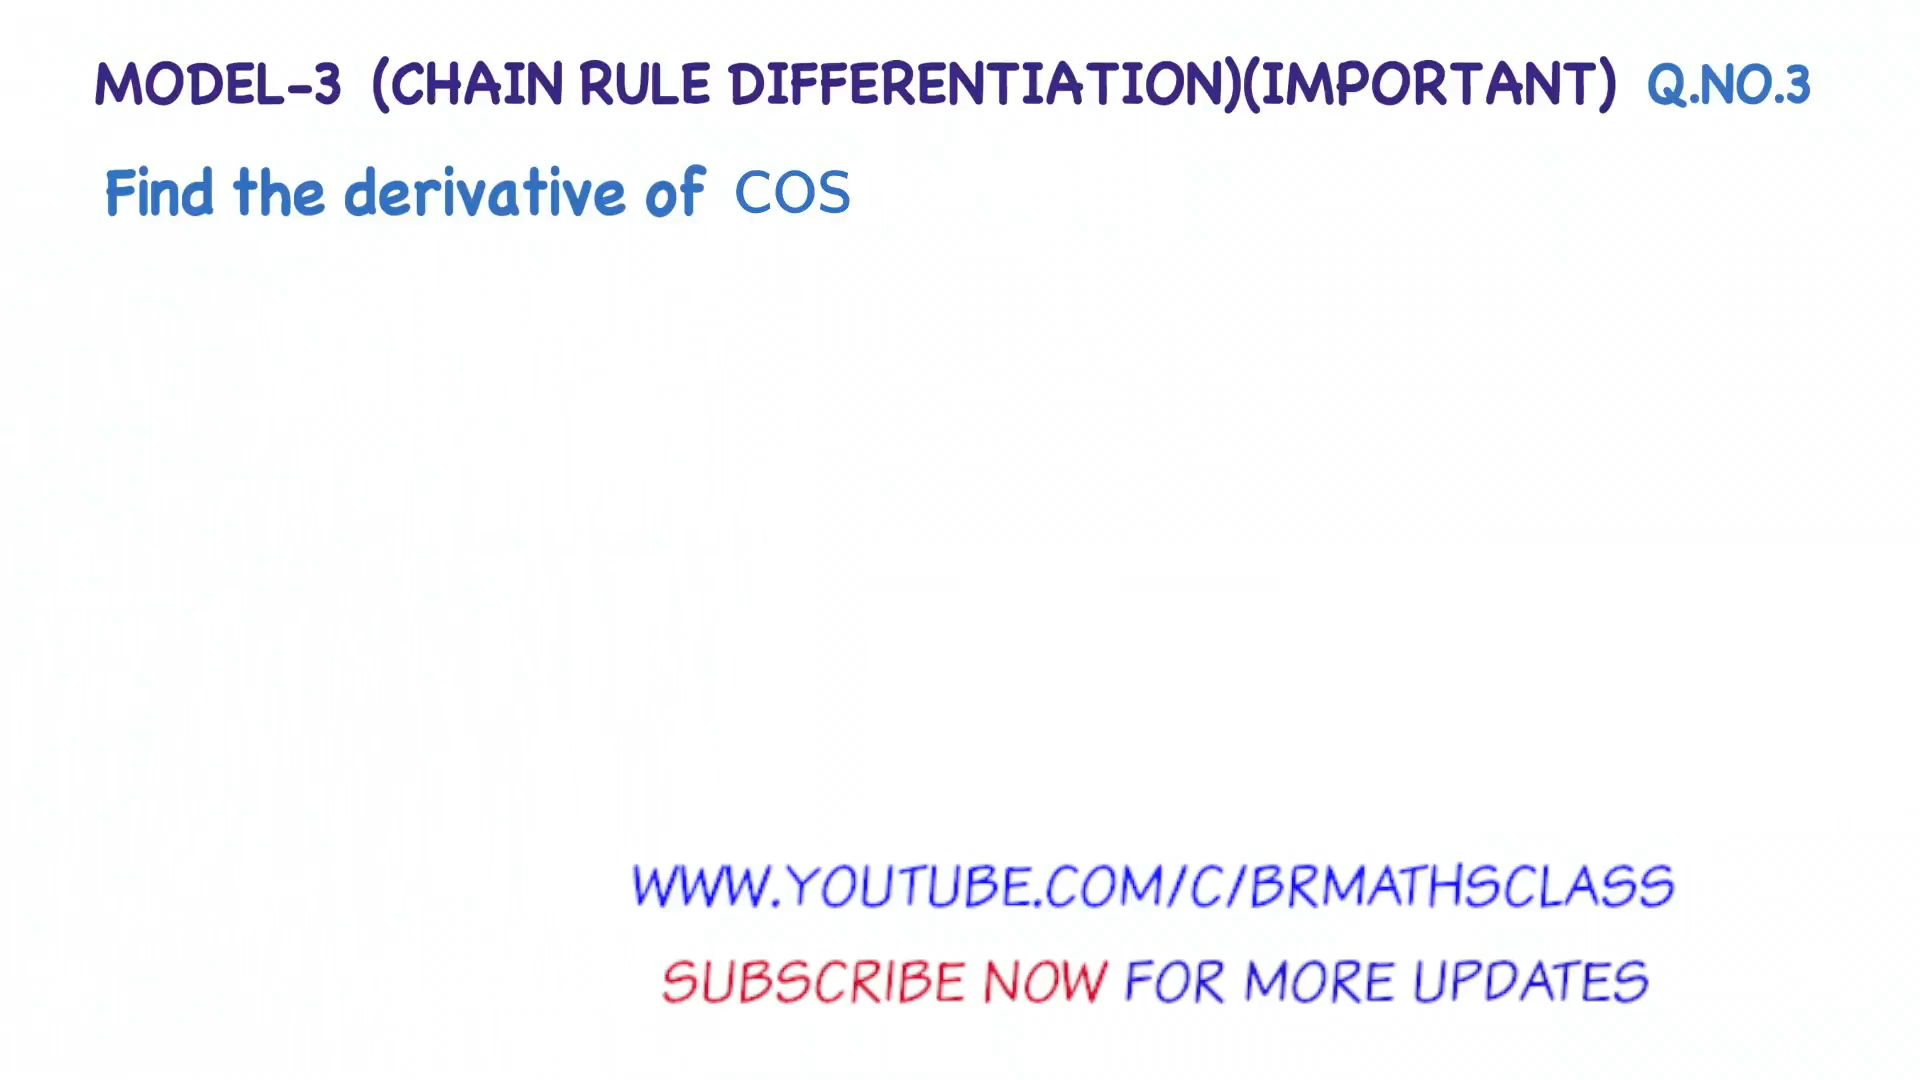 MODEL-3 (CHAIN RULE DIFFERENTIATION)(IMPORTANT) Q.NO.3
Find the derivative of cos
WWW.YOUTUBE.COM/C/BRMATHSCLASS
SUBSCRIBE NOW FOR MORE UPDATES